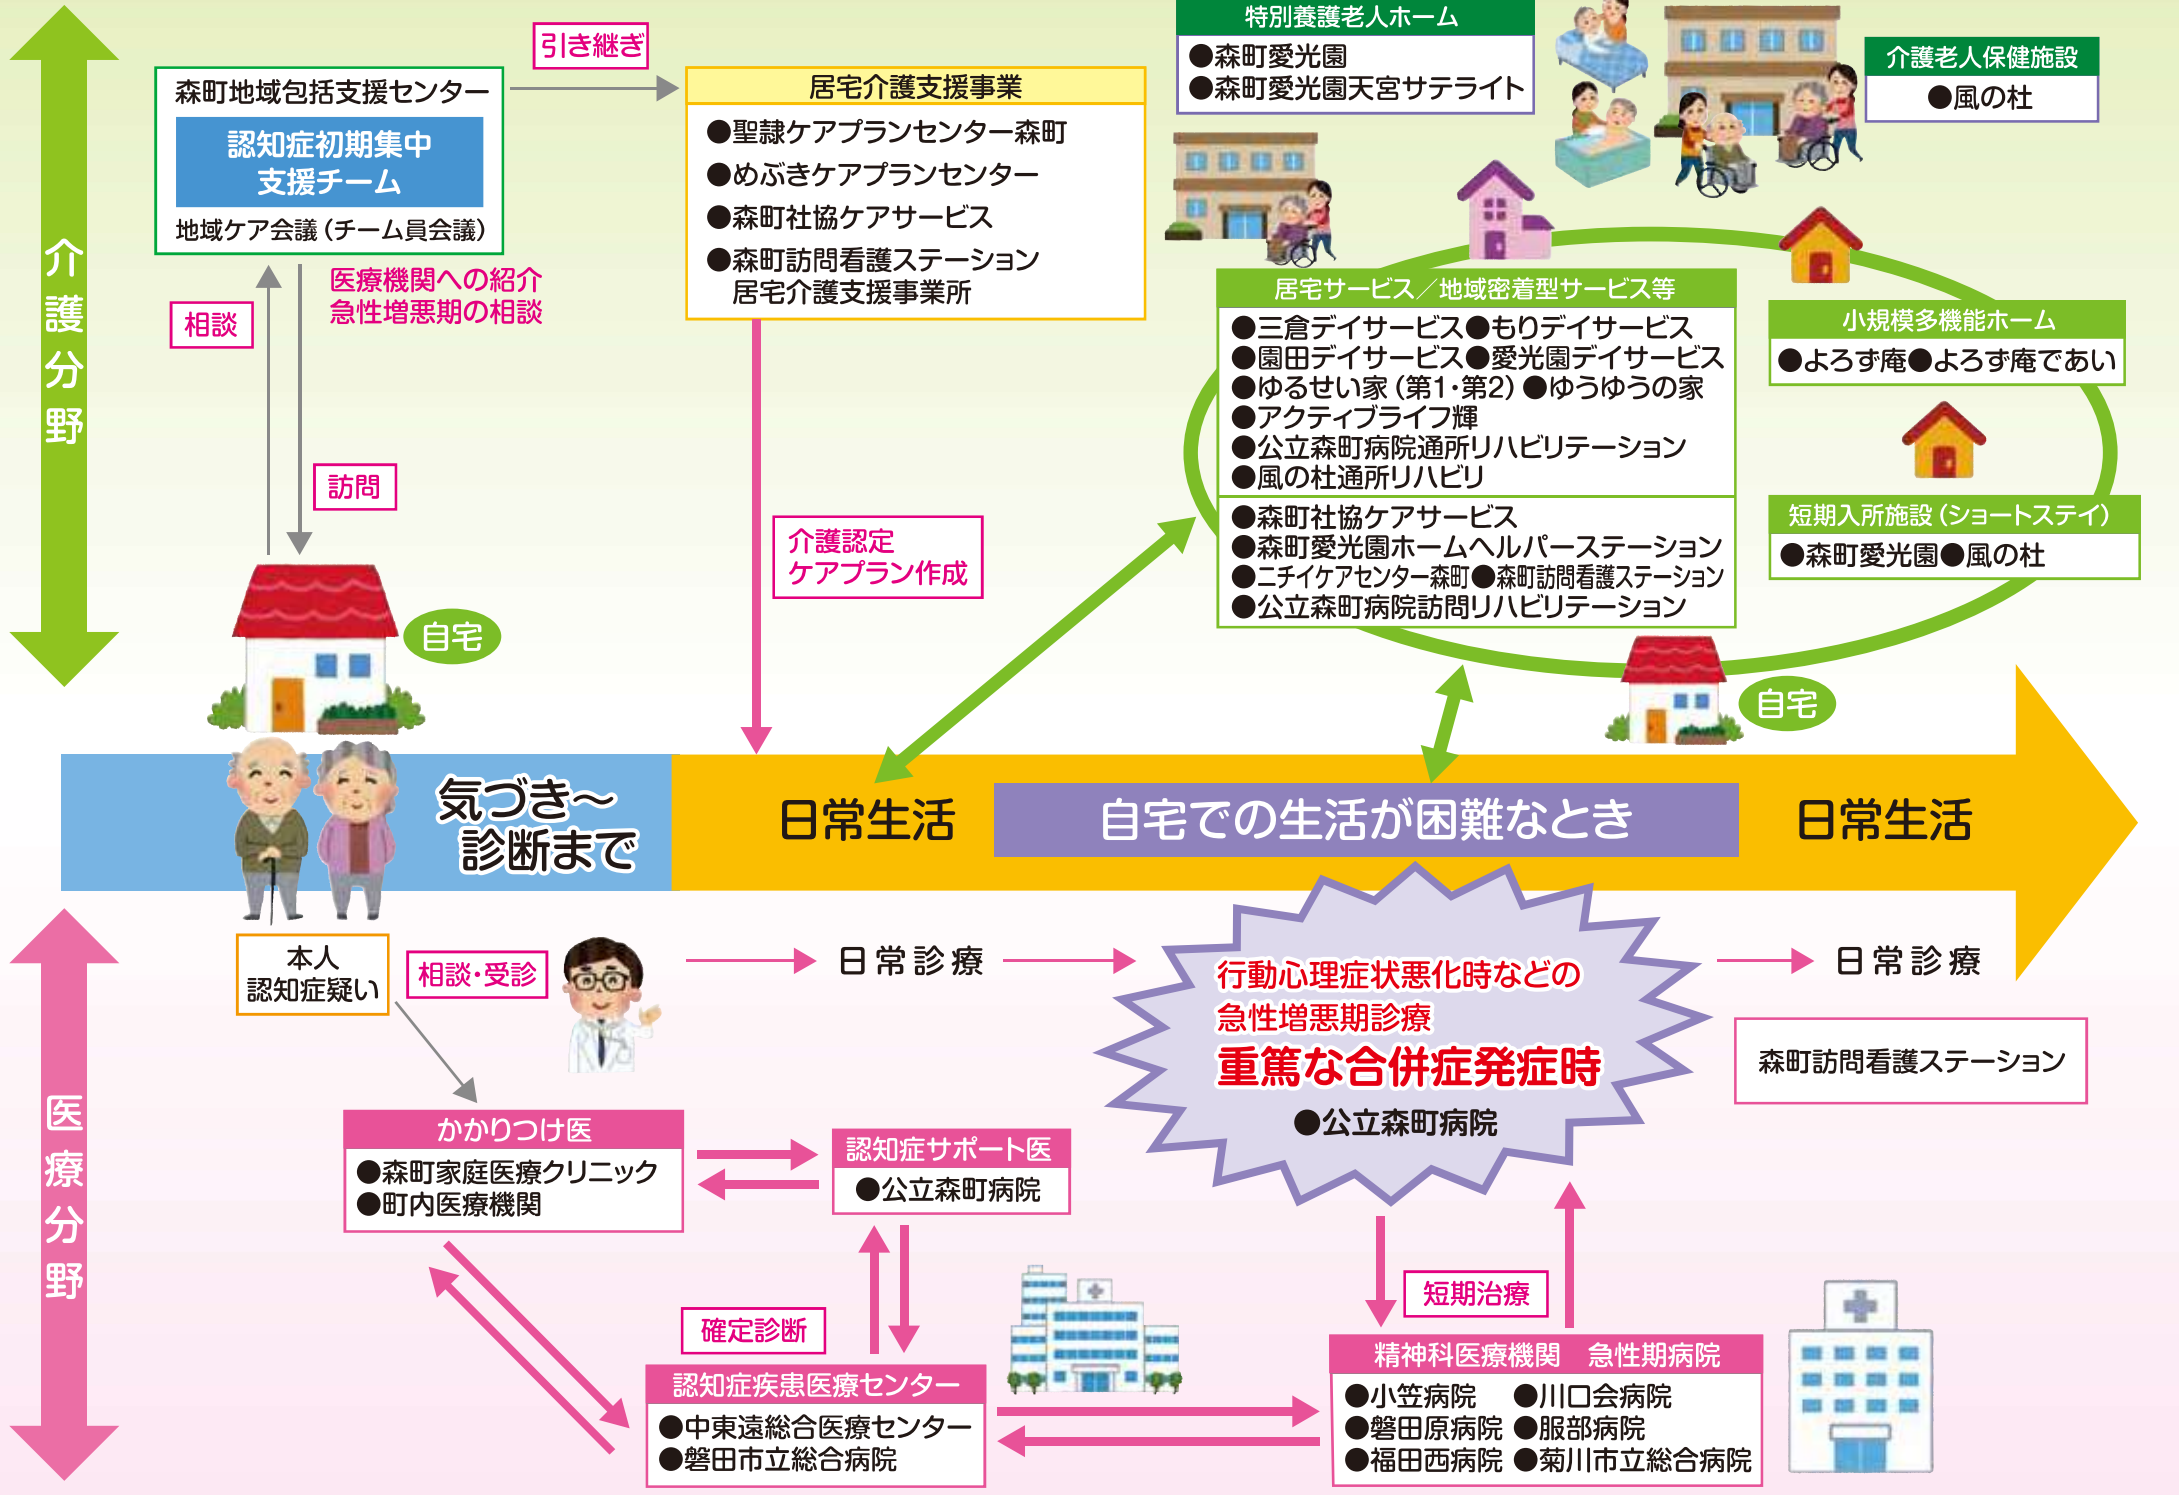 介護分野
森町地域包括支援センター
認知症初期集中
支援チーム
地域ケア会議（チーム員会議）
引き継ぎ
居宅介護支援事業
●聖隷ケアプランセンター森町
●めぶきケアプランセンター
●森町社協ケアサービス
●森町訪問看護ステーション
居宅介護支援事業所
相談
医療機関への紹介
急性増悪期の相談
訪問
自宅
介護認定
ケアプラン作成
特別養護老人ホーム
●森町愛光園
●森町愛光園天宮サテライト
介護老人保健施設
●風の杜
居宅サービス／地域密着型サービス等
●三倉デイサービス●もりデイサービス
●園田デイサービス●愛光園デイサービス
●ゆるせい家（第1・第2）●ゆうゆうの家
●アクティブライフ輝
●公立森町病院通所リハビリテーション
●風の杜通所リハビリ
●森町社協ケアサービス
●森町愛光園ホームヘルパーステーション
●ニチイケアセンター森町●森町訪問看護ステーション
●公立森町病院訪問リハビリテーション
小規模多機能ホーム
●よろず庵●よろず庵であい
短期入所施設（ショートステイ）
●森町愛光園●風の杜
自宅
気づき～
診断まで
日常生活
自宅での生活が困難なとき
日常生活
医療分野
本人
認知症疑い
相談・受診
日常診療
行動心理症状悪化時などの
急性増悪期診療
重篤な合併症発症時
●公立森町病院
日常診療
森町訪問看護ステーション
かかりつけ医
●森町家庭医療クリニック
●町内医療機関
認知症サポート医
●公立森町病院
確定診断
認知症疾患医療センター
●中東遠総合医療センター
●磐田市立総合病院
短期治療
精神科医療機関　急性期病院
●小笠病院　●川口会病院
●磐田原病院　●服部病院
●福田西病院　●菊川市立総合病院